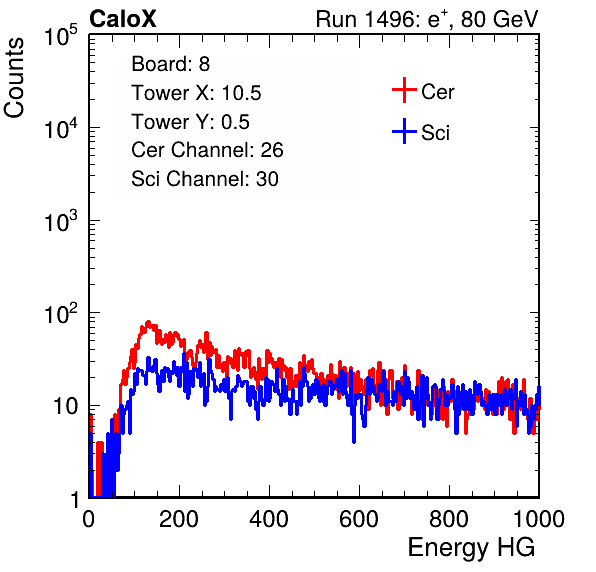 CaloX Run 1496: e⁺, 80 GeV
Counts
Board: 8
Tower X: 10.5
Tower Y: 0.5
Cer Channel: 26
Sci Channel: 30
Cer
Sci
10⁵
10⁴
10³
10²
10
1
0 200 400 600 800 1000
Energy HG